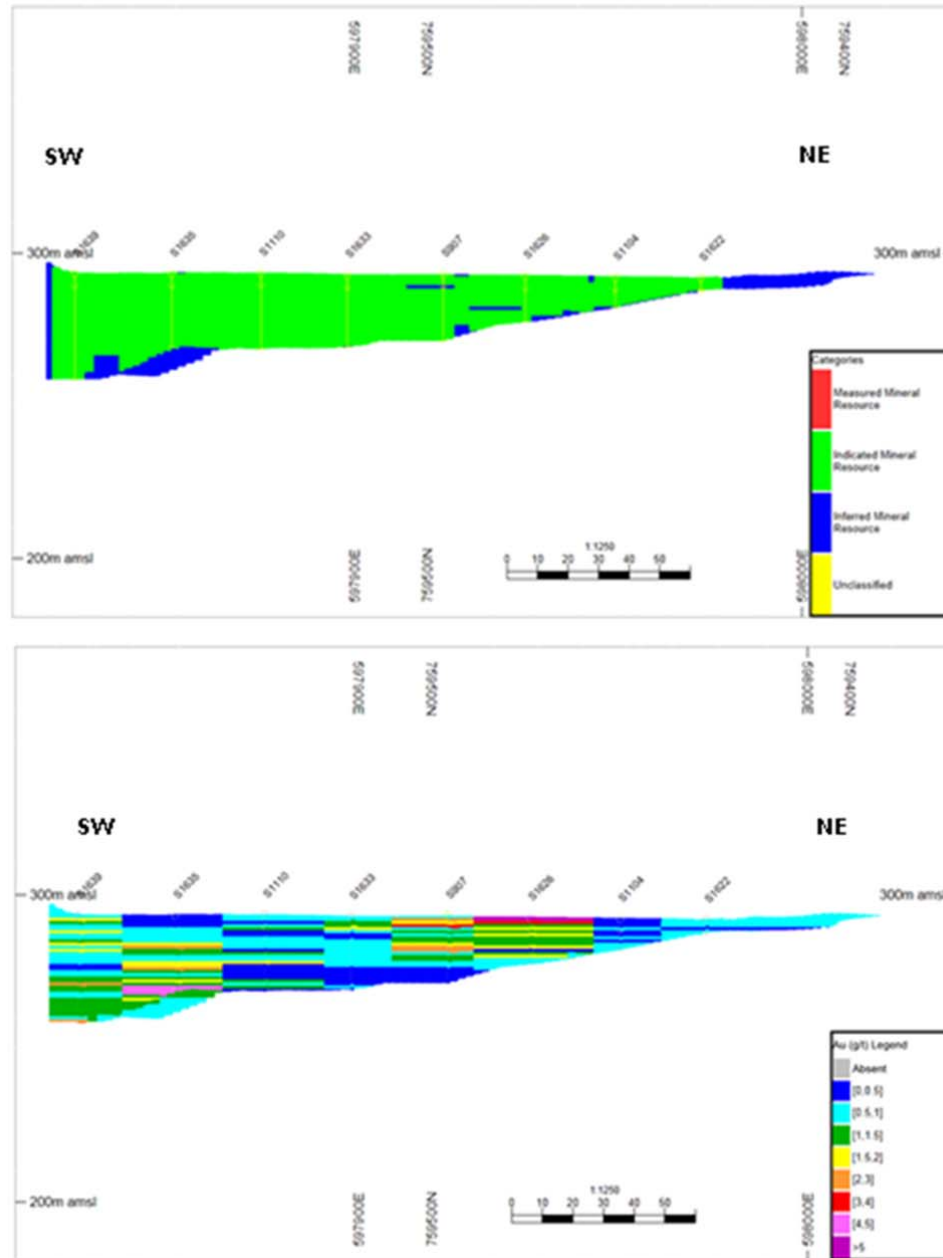 597900E 759500N 598000E 759400N
SW NE
S1639 S1635 S1110 S1633 S907 S1626 S1104 S1622
300m amsl 300m amsl
Categories
Measured Mineral
Resource
Indicated Mineral
Resource
Inferred Mineral
Resource
Unclassified
1:1250
0 10 20 30 40 50
200m amsl
597900E 759500N 598000E
597900E 759500N 598000E 759400N
SW NE
S1639 S1635 S1110 S1633 S907 S1626 S1104 S1622
300m amsl 300m amsl
Au (g/t) Legend
Absent
[0,0.5]
[0.5,1]
[1,1.5]
[1.5,2]
[2,3]
[3,4]
[4,5]
>5
1:1250
0 10 20 30 40 50
200m amsl
597900E 759500N 598000E